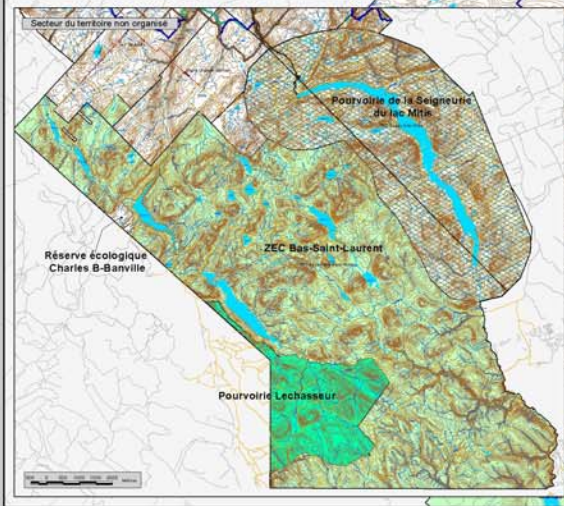 Secteur du territoire non organisé
Pourvoirie de la Seigneurie
du lac Mitis
ZEC Bas-Saint-Laurent
Réserve écologique
Charles B-Banville
Pourvoirie Lechasseur